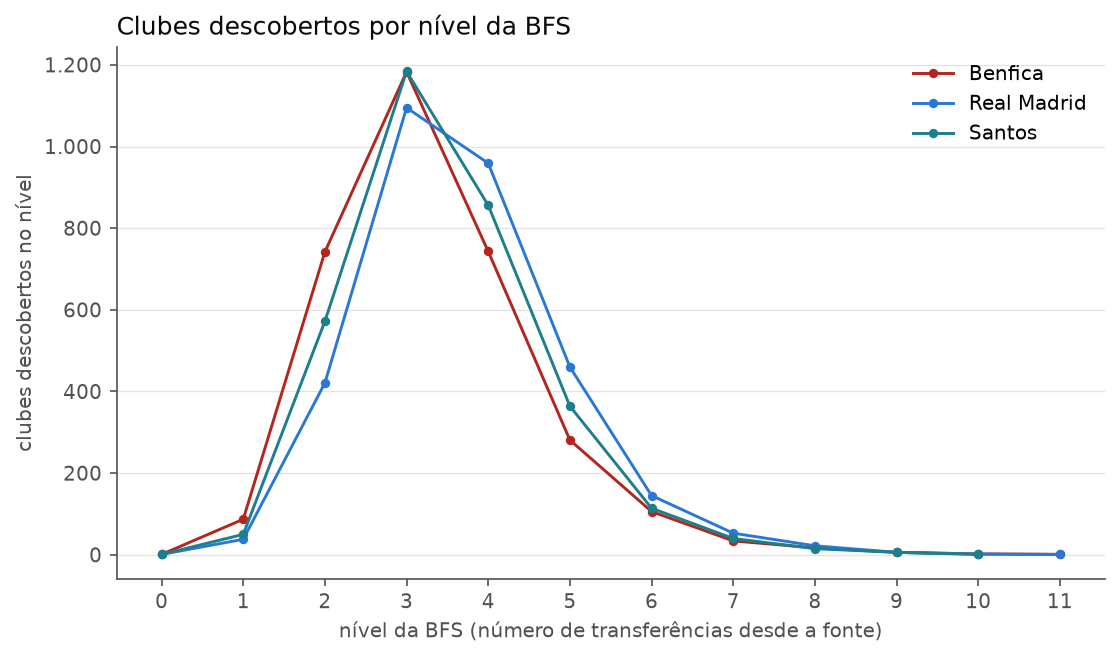 Clubes descobertos por nível da BFS
Benfica
Real Madrid
Santos
clubes descobertos no nível
1.200
1.000
800
600
400
200
0
0 1 2 3 4 5 6 7 8 9 10 11
nível da BFS (número de transferências desde a fonte)